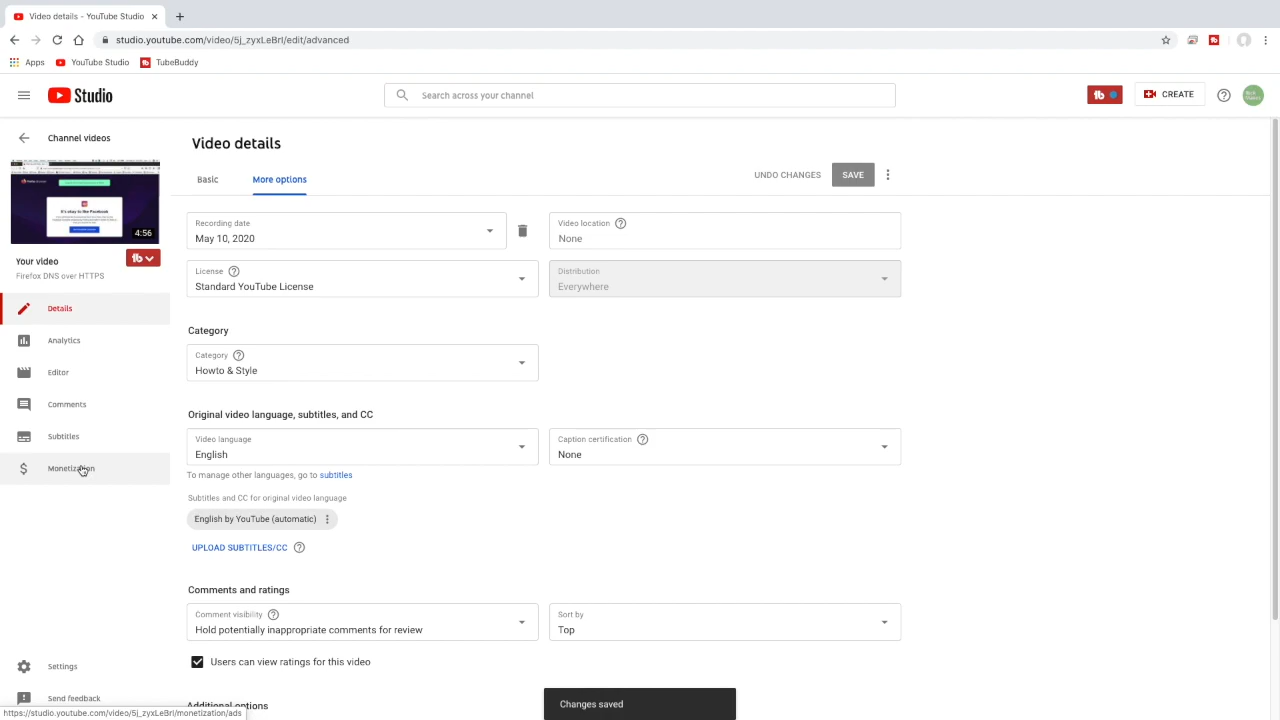 Video details - YouTube Studio
studio.youtube.com/video/5j_zyxLeBrI/edit/advanced
Apps YouTube Studio TubeBuddy
Studio
Search across your channel
CREATE
Channel videos
4:56
Your video
Firefox DNS over HTTPS
Details
Analytics
Editor
Comments
Subtitles
Monetization
Settings
Send feedback
Video details
Basic More options
UNDO CHANGES SAVE
Recording date
May 10, 2020
Video location
None
License
Standard YouTube License
Distribution
Everywhere
Category
Category
Howto & Style
Original video language, subtitles, and CC
Video language
English
Caption certification
None
To manage other languages, go to subtitles
Subtitles and CC for original video language
English by YouTube (automatic)
UPLOAD SUBTITLES/CC
Comments and ratings
Comment visibility
Hold potentially inappropriate comments for review
Sort by
Top
Users can view ratings for this video
Additional options
Changes saved
https://studio.youtube.com/video/5j_zyxLeBrI/monetization/ads